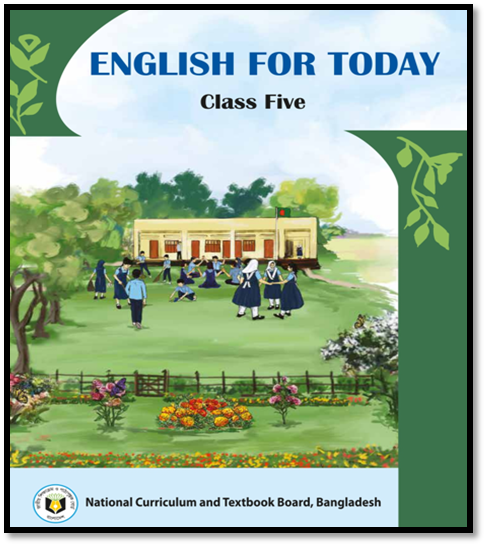 ENGLISH FOR TODAY
Class Five
National Curriculum and Textbook Board, Bangladesh